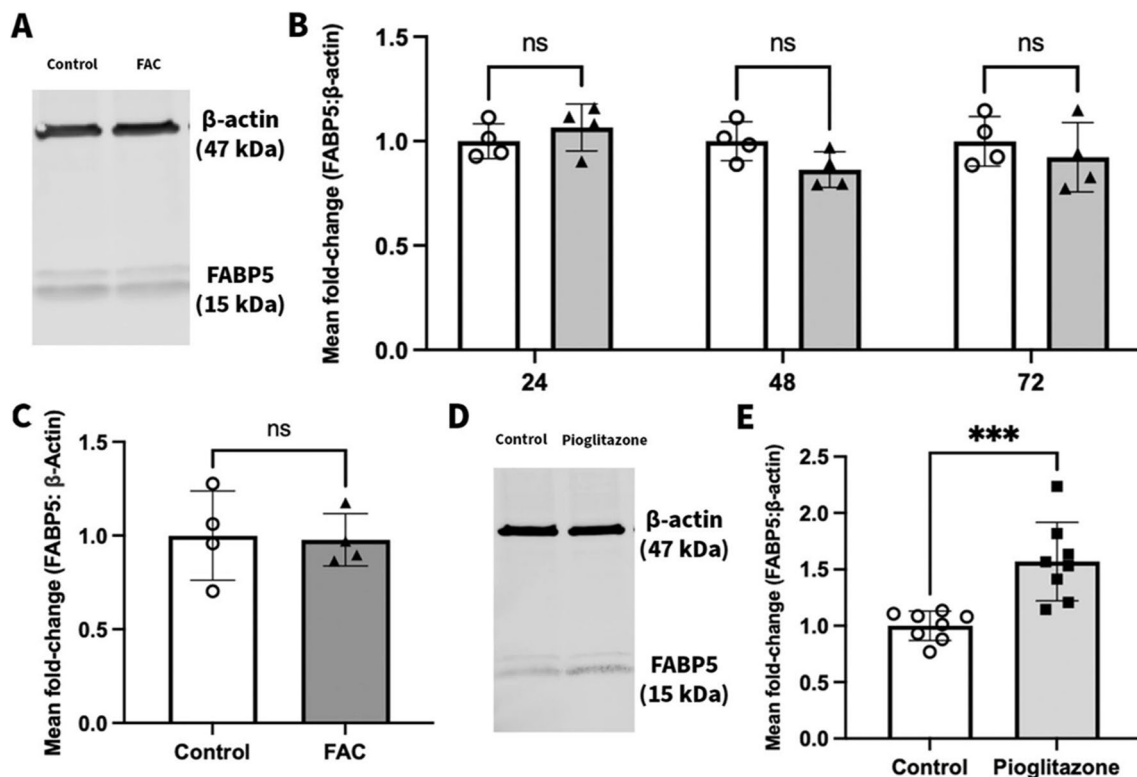 A
Control FAC
β-actin
(47 kDa)
FABP5
(15 kDa)
B
Mean fold-change (FABP5:β-actin)
1.5
1.0
0.5
0.0
ns
ns
ns
24
48
72
C
Mean fold-change (FABP5: β-Actin)
1.5
1.0
0.5
0.0
ns
Control
FAC
D
Control Pioglitazone
β-actin
(47 kDa)
FABP5
(15 kDa)
E
Mean fold-change (FABP5:β-actin)
2.5
2.0
1.5
1.0
0.5
0.0
***
Control
Pioglitazone